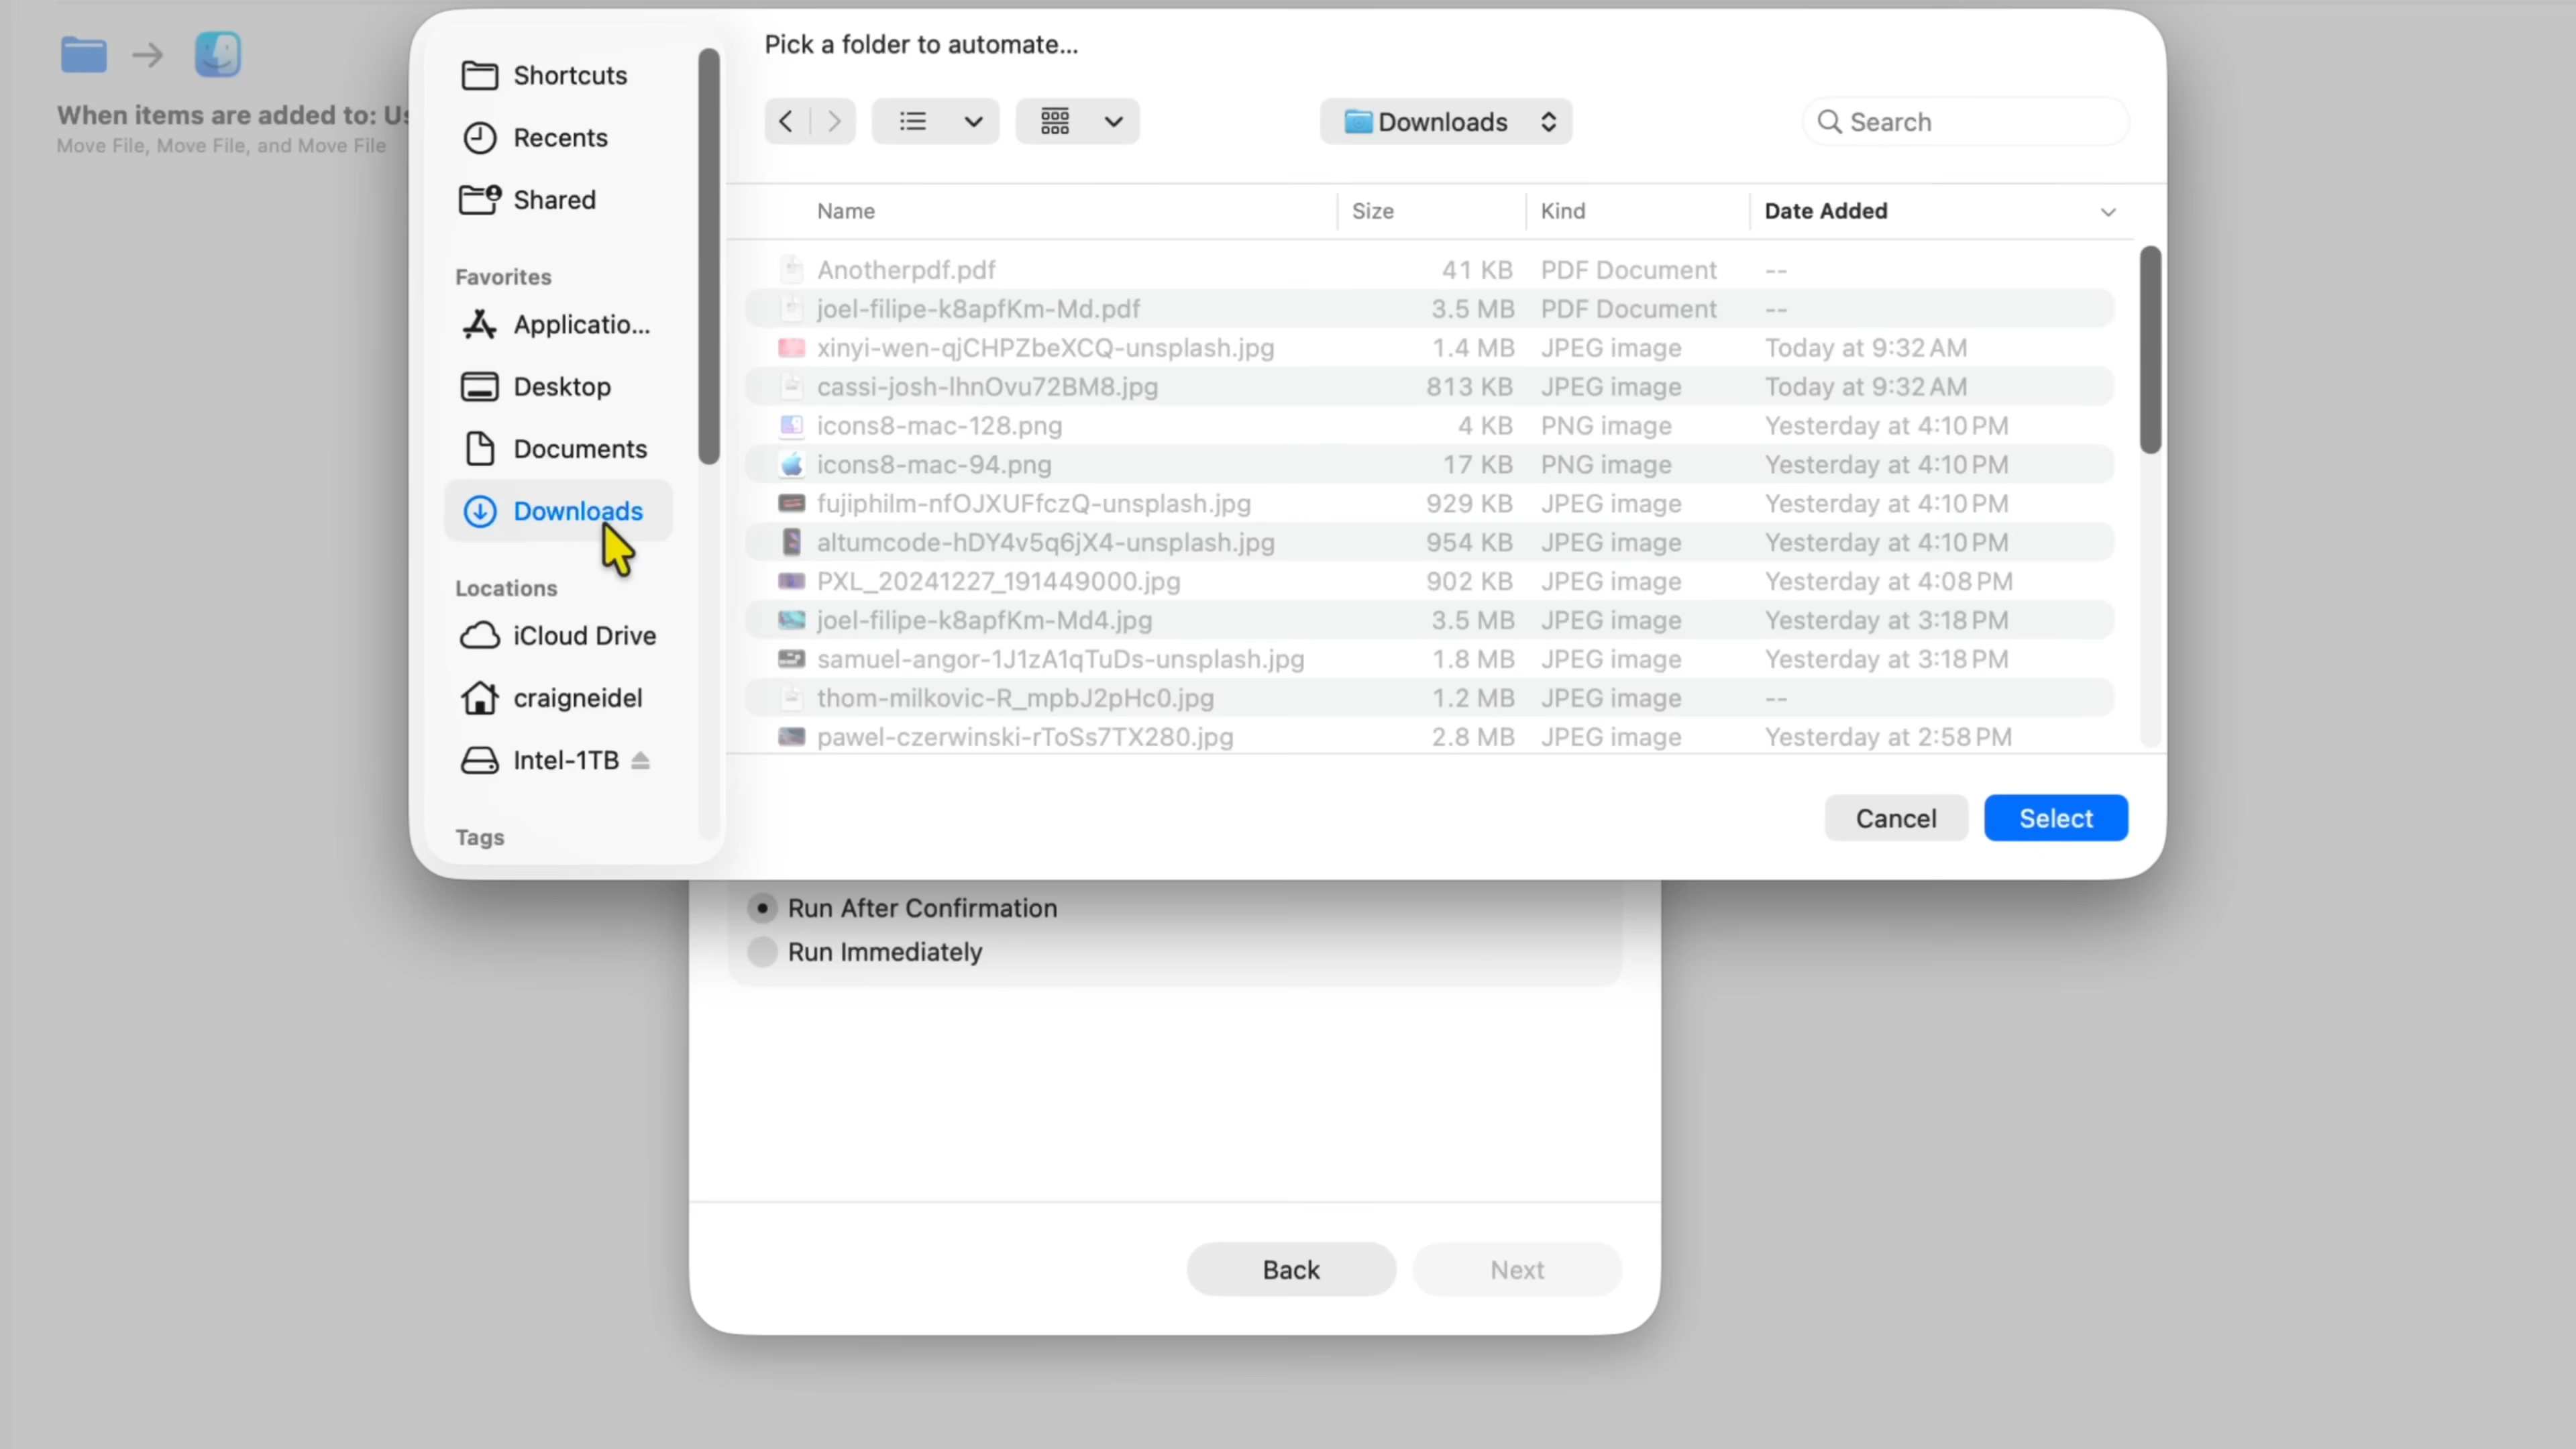 When items are added to: Us
Move File, Move File, and Move File
Shortcuts
Recents
Shared
Favorites
Applicatio...
Desktop
Documents
Downloads
Locations
iCloud Drive
craigneidel
Intel-1TB
Tags
Pick a folder to automate...
Downloads
Search
Name Size Kind Date Added
Anotherpdf.pdf 41 KB PDF Document --
joel-filipe-k8apfKm-Md.pdf 3.5 MB PDF Document --
xinyi-wen-qjCHPZbeXCQ-unsplash.jpg 1.4 MB JPEG image Today at 9:32 AM
cassi-josh-lhnOvu72BM8.jpg 813 KB JPEG image Today at 9:32 AM
icons8-mac-128.png 4 KB PNG image Yesterday at 4:10 PM
icons8-mac-94.png 17 KB PNG image Yesterday at 4:10 PM
fujiphilm-nfOJXUFfczQ-unsplash.jpg 929 KB JPEG image Yesterday at 4:10 PM
altumcode-hDY4v5q6jX4-unsplash.jpg 954 KB JPEG image Yesterday at 4:10 PM
PXL_20241227_191449000.jpg 902 KB JPEG image Yesterday at 4:08 PM
joel-filipe-k8apfKm-Md4.jpg 3.5 MB JPEG image Yesterday at 3:18 PM
samuel-angor-1J1zA1qTuDs-unsplash.jpg 1.8 MB JPEG image Yesterday at 3:18 PM
thom-milkovic-R_mpbJ2pHc0.jpg 1.2 MB JPEG image --
pawel-czerwinski-rToSs7TX280.jpg 2.8 MB JPEG image Yesterday at 2:58 PM
Cancel
Select
Run After Confirmation
Run Immediately
Back
Next